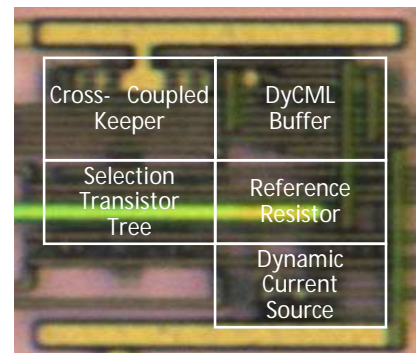 Cross- Coupled
Keeper
DyCML
Buffer
Selection
Transistor
Tree
Reference
Resistor
Dynamic
Current
Source